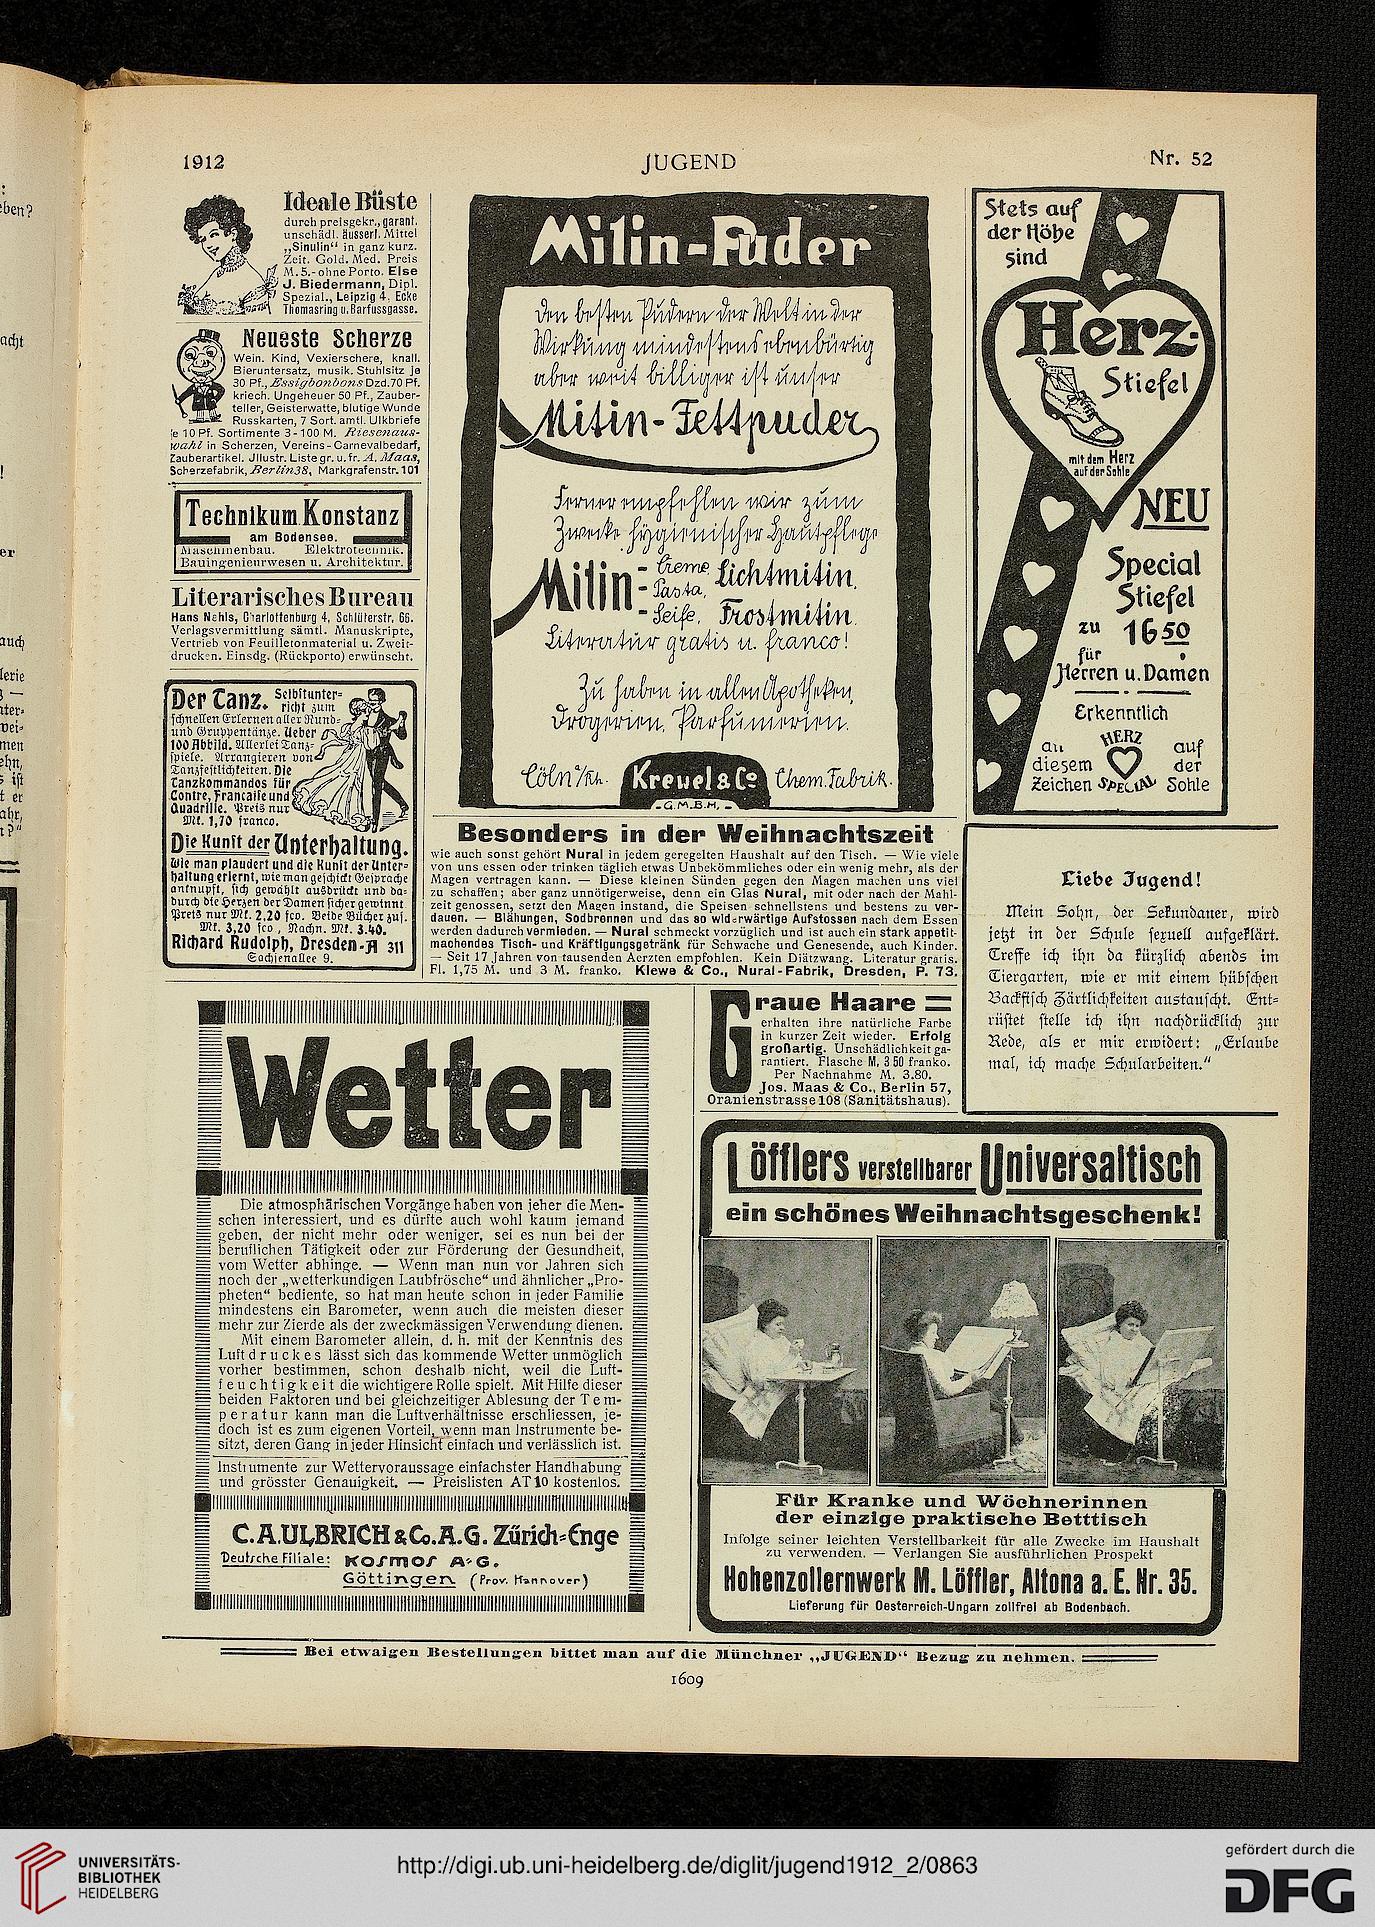 1912
JUGEND
Nr. 52
Ideale Büste
durch preisgekr., garant.
unschädl. äusserl. Mittel
„Sinulin“ in ganz kurz.
Zeit. Gold. Med. Preis
M. 5.- ohne Porto. Else
J. Biedermann, Dipl.
Spezial., Leipzig 4, Ecke
Thomasring u. Barfussgasse.
Neueste Scherze
Wein. Kind, Vexierschere, knall.
Bieruntersatz, musik. Stuhlsitz je
30 Pf., Essigbonbons Dzd. 70 Pf.
kriech. Ungeheuer 50 Pf., Zauber-
teller, Geisterwatte, blutige Wunde
Russkarten, 7 Sort. amtl. Ulkbriefe
je 10 Pf. Sortimente 3-100 M. Riesenaus-
wahl in Scherzen, Vereins-Carnevalbedarf,
Zauberartikel. Jllustr. Liste gr. u. fr. A. Maas,
Scherzefabrik, Berlin 38, Markgrafenstr. 101
Technikum Konstanz
am Bodensee.
Maschinenbau. Elektrotechnik.
Bauingenieurwesen u. Architektur.
Literarisches Bureau
Hans Nehls, Charlottenburg 4, Schlüterstr. 66.
Verlagsvermittlung sämtl. Manuskripte,
Vertrieb von Feuilletonmaterial u. Zweit-
drucken. Einsdg. (Rückporto) erwünscht.
Der Tanz. Selbstunter-
richt zum
schnellen Erlernen aller Rund-
und Gruppentänze. Ueber
100 Abbild. Allerlei Tanz-
spiele. Arrangieren von
Tanzfestlichkeiten. Die
Tanzkommandos für
Contre, Francaise und
Quadrille. Preis nur
Mk. 1,70 franco.
Die Kunst der Unterhaltung.
Wie man plaudert und die Kunst der Unter-
haltung erlernt, wie man geschickt Gespräche
anknüpft, sich gewählt ausdrückt und da-
durch die Herzen der Damen sicher gewinnt
Preis nur Mk. 2,20 fco. Beide Bücher zus.
Mk. 3,20 fco, Nachn. Mk. 3.40.
Richard Rudolph, Dresden-A 311
Sachsenallee 9.
Mitin-Puder
Den besten Pudern der Welt in der
Wirkung mindestens ebenbürtig
aber weit billiger ist unser
Mitin-Fettpuder
Ferner empfehlen wir zum
Zwecke hygienischer Hautpflege
Mitin- Creme, Lichtmitin.
Pasta,
- Seife. Frostmitin.
Literatur gratis u. franco!
Zu haben in allen Apotheken,
Drogerien, Parfümerien.
Cöln a/Rh. Krewel & Co Chem. Fabrik.
G.M.B.H.
Stets auf
der Höhe
sind
Herz-
Stiefel
mit dem Herz
auf der Sohle
NEU
Special
Stiefel
zu 16 50
für
Herren u. Damen
Erkenntlich
an HERZ auf
diesem der
Zeichen SPECIAL Sohle
Besonders in der Weihnachtszeit
wie auch sonst gehört Nural in jedem geregelten Haushalt auf den Tisch. — Wie viele
von uns essen oder trinken täglich etwas Unbekömmliches oder ein wenig mehr, als der
Magen vertragen kann. — Diese kleinen Sünden gegen den Magen machen uns viel
zu schaffen; aber ganz unnötigerweise, denn ein Glas Nural, mit oder nach der Mahl-
zeit genossen, setzt den Magen instand, die Speisen schnellstens und bestens zu ver-
dauen. — Blähungen, Sodbrennen und das so widerwärtige Aufstossen nach dem Essen
werden dadurch vermieden. — Nural schmeckt vorzüglich und ist auch ein stark appetit-
machendes Tisch- und Kräftigungsgetränk für Schwache und Genesende, auch Kinder.
— Seit 17 Jahren von tausenden Aerzten empfohlen. Kein Diätzwang. Literatur gratis.
Fl. 1,75 M. und 3 M. franko. Klewe & Co., Nural-Fabrik, Dresden, P. 73.
Liebe Jugend!
Mein Sohn, der Sekundaner, wird
jetzt in der Schule sexuell aufgeklärt.
Treffe ich ihn da kürzlich abends im
Tiergarten, wie er mit einem hübschen
Backfisch Zärtlichkeiten austauscht. Ent-
rüstet stelle ich ihn nachdrücklich zur
Rede, als er mir erwidert: „Erlaube
mal, ich mache Schularbeiten.“
Graue Haare
erhalten ihre natürliche Farbe
in kurzer Zeit wieder. Erfolg
großartig. Unschädlichkeit ga-
rantiert. Flasche M. 3 50 franko.
Per Nachnahme M. 3.80.
Jos. Maas & Co., Berlin 57,
Oranienstrasse 108 (Sanitätshaus).
Wetter
Die atmosphärischen Vorgänge haben von jeher die Men-
schen interessiert, und es dürfte auch wohl kaum jemand
geben, der nicht mehr oder weniger, sei es nun bei der
beruflichen Tätigkeit oder zur Förderung der Gesundheit,
vom Wetter abhinge. — Wenn man nun vor Jahren sich
noch der „wetterkundigen Laubfrösche“ und ähnlicher „Pro-
pheten“ bediente, so hat man heute schon in jeder Familie
mindestens ein Barometer, wenn auch die meisten dieser
mehr zur Zierde als der zweckmässigen Verwendung dienen.
Mit einem Barometer allein, d. h. mit der Kenntnis des
Luftdruckes lässt sich das kommende Wetter unmöglich
vorher bestimmen, schon deshalb nicht, weil die Luft-
feuchtigkeit die wichtigere Rolle spielt. Mit Hilfe dieser
beiden Faktoren und bei gleichzeitiger Ablesung der Tem-
peratur kann man die Luftverhältnisse erschliessen, je-
doch ist es zum eigenen Vorteil, wenn man Instrumente be-
sitzt, deren Gang in jeder Hinsicht einfach und verlässlich ist.
Instrumente zur Wettervoraussage einfachster Handhabung
und grösster Genauigkeit. — Preislisten AT 10 kostenlos.
C. A. ULBRICH & Co. A. G. Zürich-Enge
Deutsche Filiale: Kosmos A-G.
Göttingen (Prov. Hannover)
Löfflers verstellbarer Universaltisch
ein schönes Weihnachtsgeschenk!
Für Kranke und Wöchnerinnen
der einzige praktische Betttisch
Infolge seiner leichten Verstellbarkeit für alle Zwecke im Haushalt
zu verwenden. — Verlangen Sie ausführlichen Prospekt
Hohenzollernwerk M. Löffler, Altona a. E. Nr. 35.
Lieferung für Oesterreich-Ungarn zollfrei ab Bodenbach.
Bei etwaigen Bestellungen bittet man auf die Münchner „JUGEND“ Bezug zu nehmen.
1609
UNIVERSITÄTS-
BIBLIOTHEK
HEIDELBERG
http://digi.ub.uni-heidelberg.de/diglit/jugend1912_2/0863
gefördert durch die
DFG